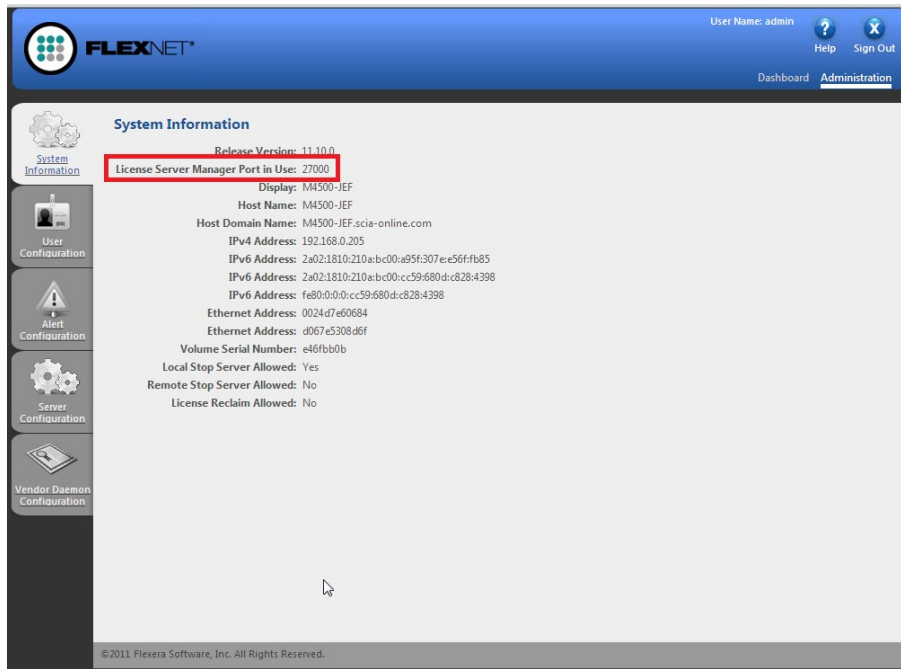 User Name: admin
FLEXNET
Help
Sign Out
Dashboard
Administration
System
Information
User
Configuration
Alert
Configuration
Server
Configuration
Vendor Daemon
Configuration
System Information
Release Version: 11.10.0
License Server Manager Port in Use: 27000
Display: M4500-JEF
Host Name: M4500-JEF
Host Domain Name: M4500-JEF.scia-online.com
IPv4 Address: 192.168.0.205
IPv6 Address: 2a02:1810:210a:bc00:a95f:307e:e56f:fb85
IPv6 Address: 2a02:1810:210a:bc00:cc59:680d:c828:4398
IPv6 Address: fe80:0:0:0:cc59:680d:c828:4398
Ethernet Address: 0024d7e60684
Ethernet Address: d067e5308d6f
Volume Serial Number: e46fbb0b
Local Stop Server Allowed: Yes
Remote Stop Server Allowed: No
License Reclaim Allowed: No
©2011 Flexera Software, Inc. All Rights Reserved.